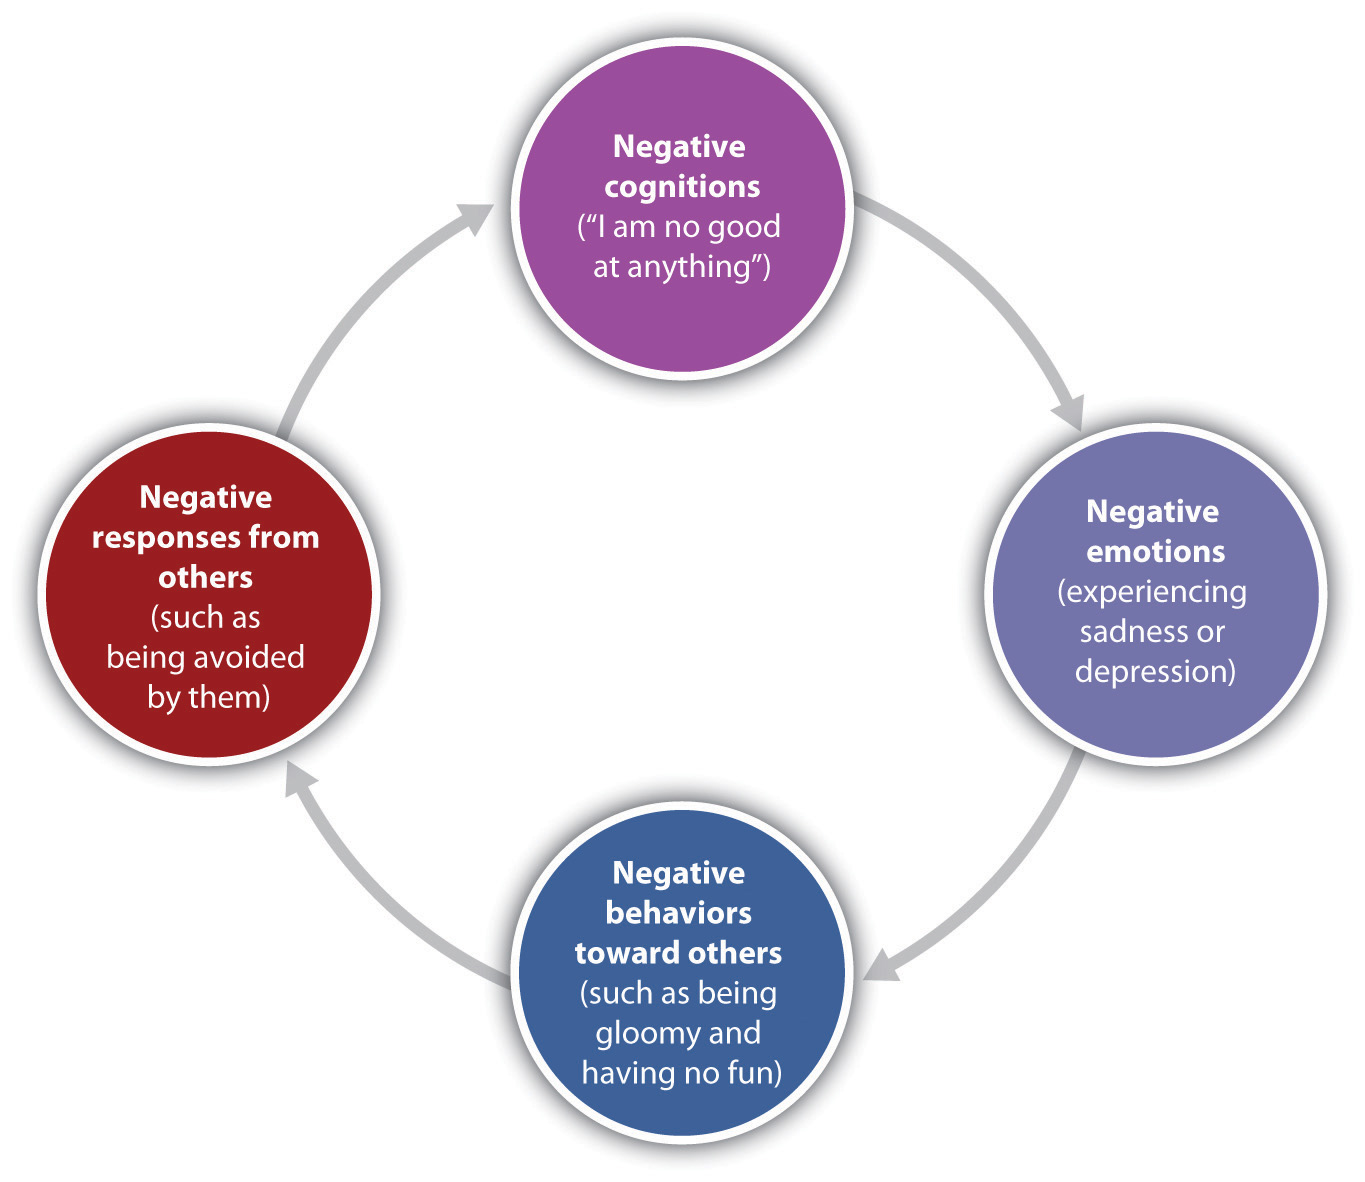 Negative
cognitions
(“I am no good
at anything”)
Negative
emotions
(experiencing
sadness or
depression)
Negative
behaviors
toward others
(such as being
gloomy and
having no fun)
Negative
responses from
others
(such as
being avoided
by them)